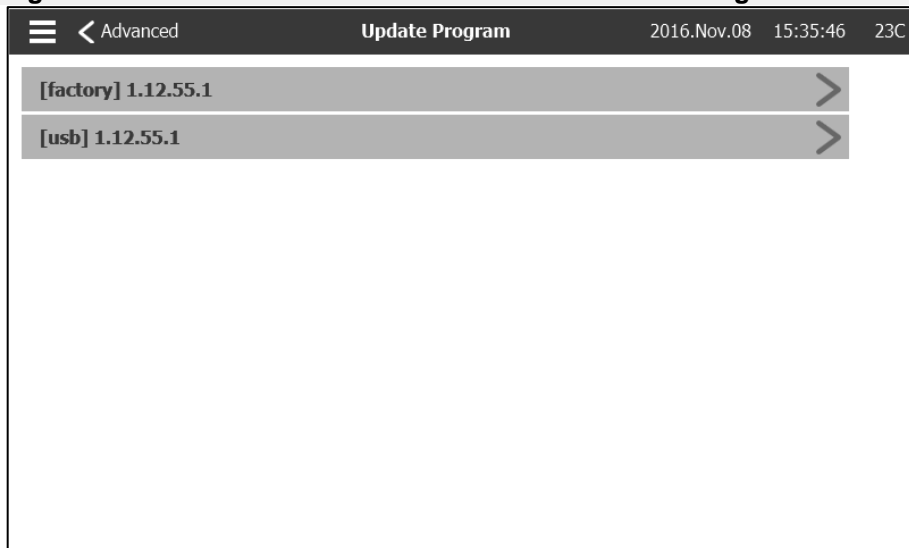 Advanced Update Program 2016.Nov.08 15:35:46 23C
[factory] 1.12.55.1
[usb] 1.12.55.1